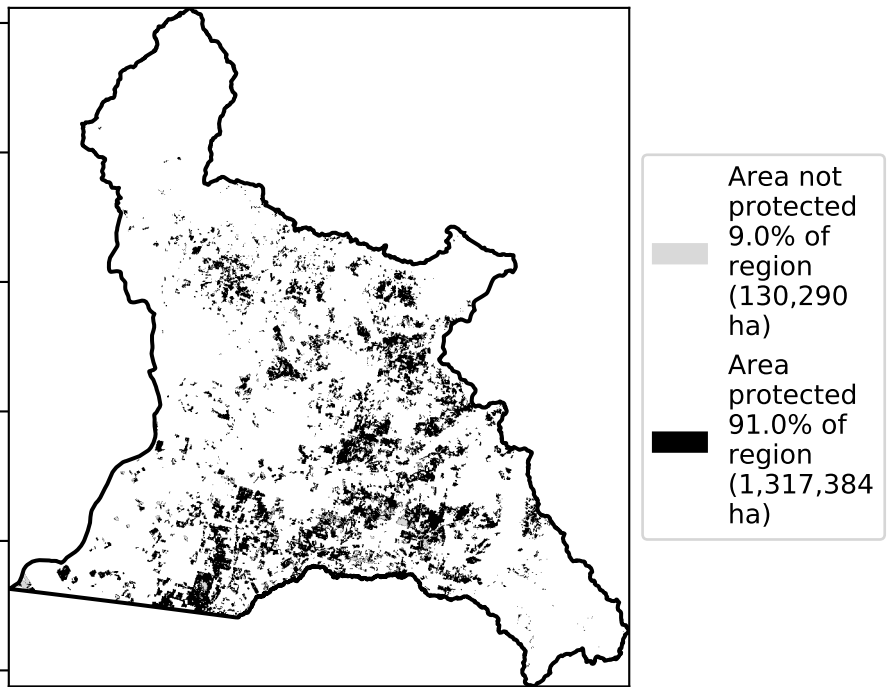 Area not
protected
9.0% of
region
(130,290
ha)
Area
protected
91.0% of
region
(1,317,384
ha)